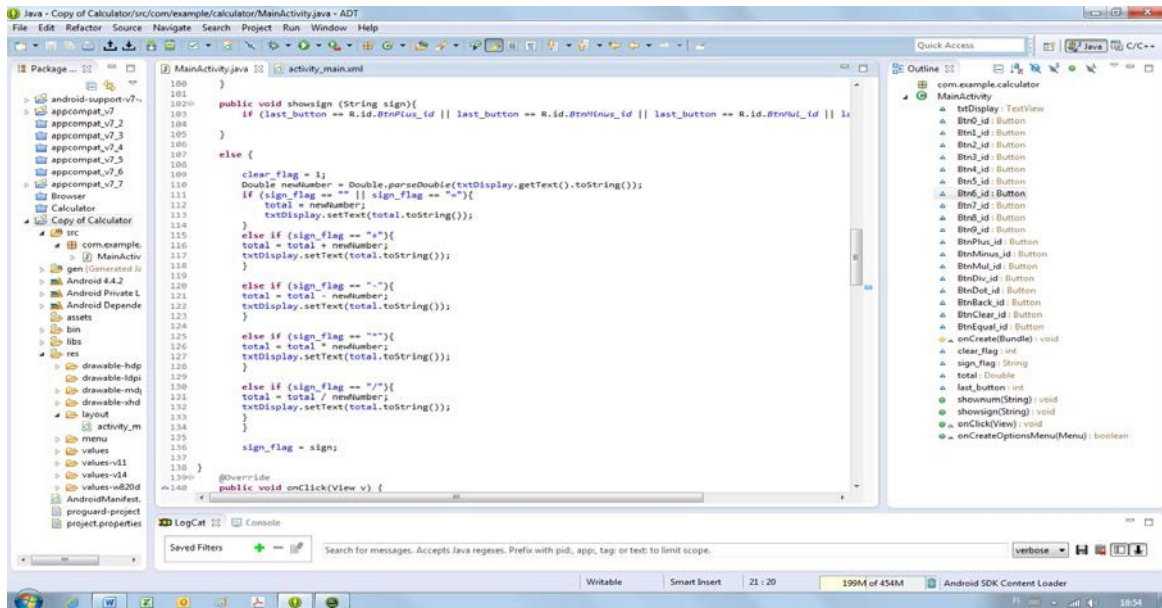 Java - Copy of Calculator/src/com/example/calculator/MainActivity.java - ADT
File Edit Refactor Source Navigate Search Project Run Window Help
Quick Access
Java
C/C++
Package...
android-support-v7-
appcompat_v7
appcompat_v7_2
appcompat_v7_3
appcompat_v7_4
appcompat_v7_5
appcompat_v7_6
appcompat_v7_7
Browser
Calculator
Copy of Calculator
src
com.example.
MainActiv
gen [Generated Ja
Android 4.4.2
Android Private L
Android Depende
assets
bin
libs
res
drawable-hdp
drawable-ldpi
drawable-mdp
drawable-xhd
layout
activity_m
menu
values
values-v11
values-v14
values-w820d
AndroidManifest.
proguard-project
project.properties
MainActivity.java
activity_main.xml
100 }
101
102 public void showsign (String sign){
103 if (last_button == R.id.BtnPlus_id || last_button == R.id.BtnMinus_id || last_button == R.id.BtnMul_id || la
104
105 }
106
107 else {
108
109 clear_flag = 1;
110 Double newNumber = Double.parseDouble(txtDisplay.getText().toString());
111 if (sign_flag == "" || sign_flag == "="){
112 total = newNumber;
113 txtDisplay.setText(total.toString());
114 }
115 else if (sign_flag == "+"){
116 total = total + newNumber;
117 txtDisplay.setText(total.toString());
118 }
119
120 else if (sign_flag == "-"){
121 total = total - newNumber;
122 txtDisplay.setText(total.toString());
123 }
124
125 else if (sign_flag == "*"){
126 total = total * newNumber;
127 txtDisplay.setText(total.toString());
128 }
129
130 else if (sign_flag == "/"){
131 total = total / newNumber;
132 txtDisplay.setText(total.toString());
133 }
134 }
135
136 sign_flag = sign;
137
138 }
139 @Override
140 public void onClick(View v) {
Outline
com.example.calculator
MainActivity
txtDisplay : TextView
Btn0_id : Button
Btn1_id : Button
Btn2_id : Button
Btn3_id : Button
Btn4_id : Button
Btn5_id : Button
Btn6_id : Button
Btn7_id : Button
Btn8_id : Button
Btn9_id : Button
BtnPlus_id : Button
BtnMinus_id : Button
BtnMul_id : Button
BtnDiv_id : Button
BtnDot_id : Button
BtnBack_id : Button
BtnClear_id : Button
BtnEqual_id : Button
onCreate(Bundle) : void
clear_flag : int
sign_flag : String
total : Double
last_button : int
shownum(String) : void
showsign(String) : void
onClick(View) : void
onCreateOptionsMenu(Menu) : boolean
LogCat
Console
Saved Filters
Search for messages. Accepts Java regexes. Prefix with pid:, app:, tag: or text: to limit scope.
verbose
Writable
Smart Insert
21 : 20
199M of 454M
Android SDK Content Loader
FI
18:54